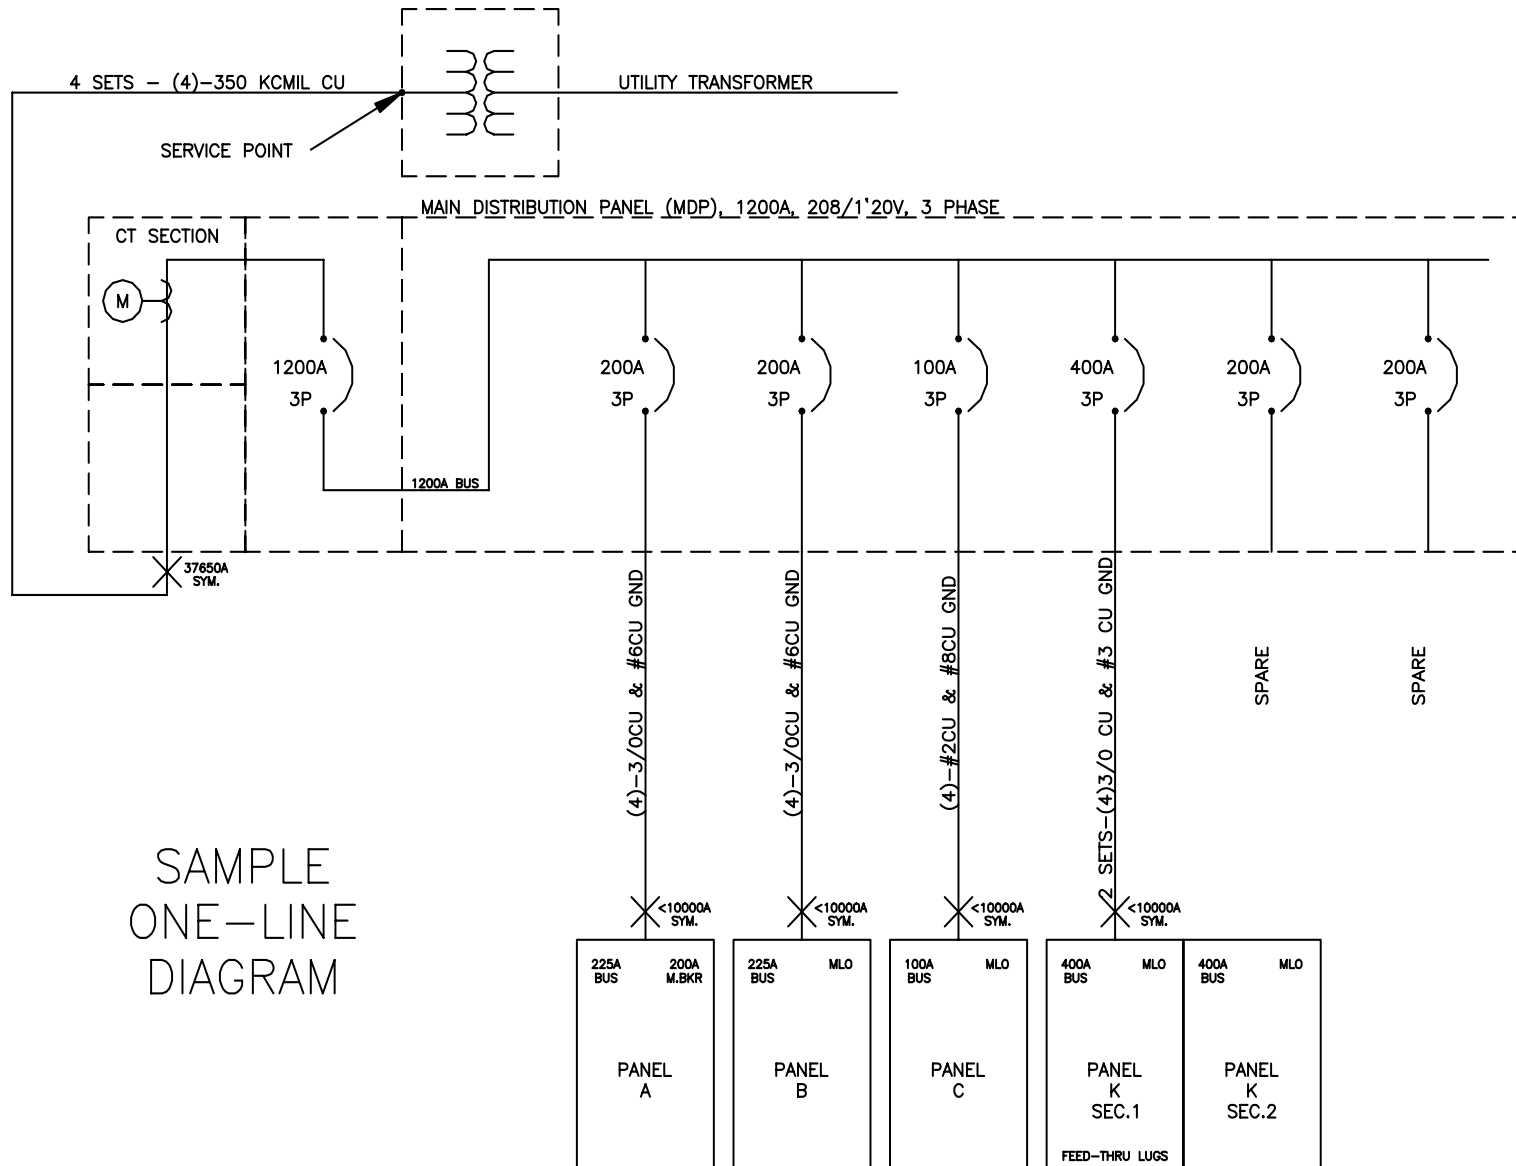 4 SETS - (4)-350 KCMIL CU
UTILITY TRANSFORMER
SERVICE POINT
MAIN DISTRIBUTION PANEL (MDP), 1200A, 208/1'20V, 3 PHASE
CT SECTION
M
1200A
3P
200A
3P
200A
3P
100A
3P
400A
3P
200A
3P
200A
3P
1200A BUS
37650A
SYM.
(4)-3/0CU & #6CU GND
(4)-3/0CU & #6CU GND
(4)-#2CU & #8CU GND
2 SETS-(4)3/0 CU & #3 CU GND
SPARE
SPARE
SAMPLE
ONE-LINE
DIAGRAM
<10000A
SYM.
<10000A
SYM.
<10000A
SYM.
<10000A
SYM.
225A
BUS
200A
M.BKR
PANEL
A
225A
BUS
MLO
PANEL
B
100A
BUS
MLO
PANEL
C
400A
BUS
MLO
PANEL
K
SEC.1
FEED-THRU LUGS
400A
BUS
MLO
PANEL
K
SEC.2